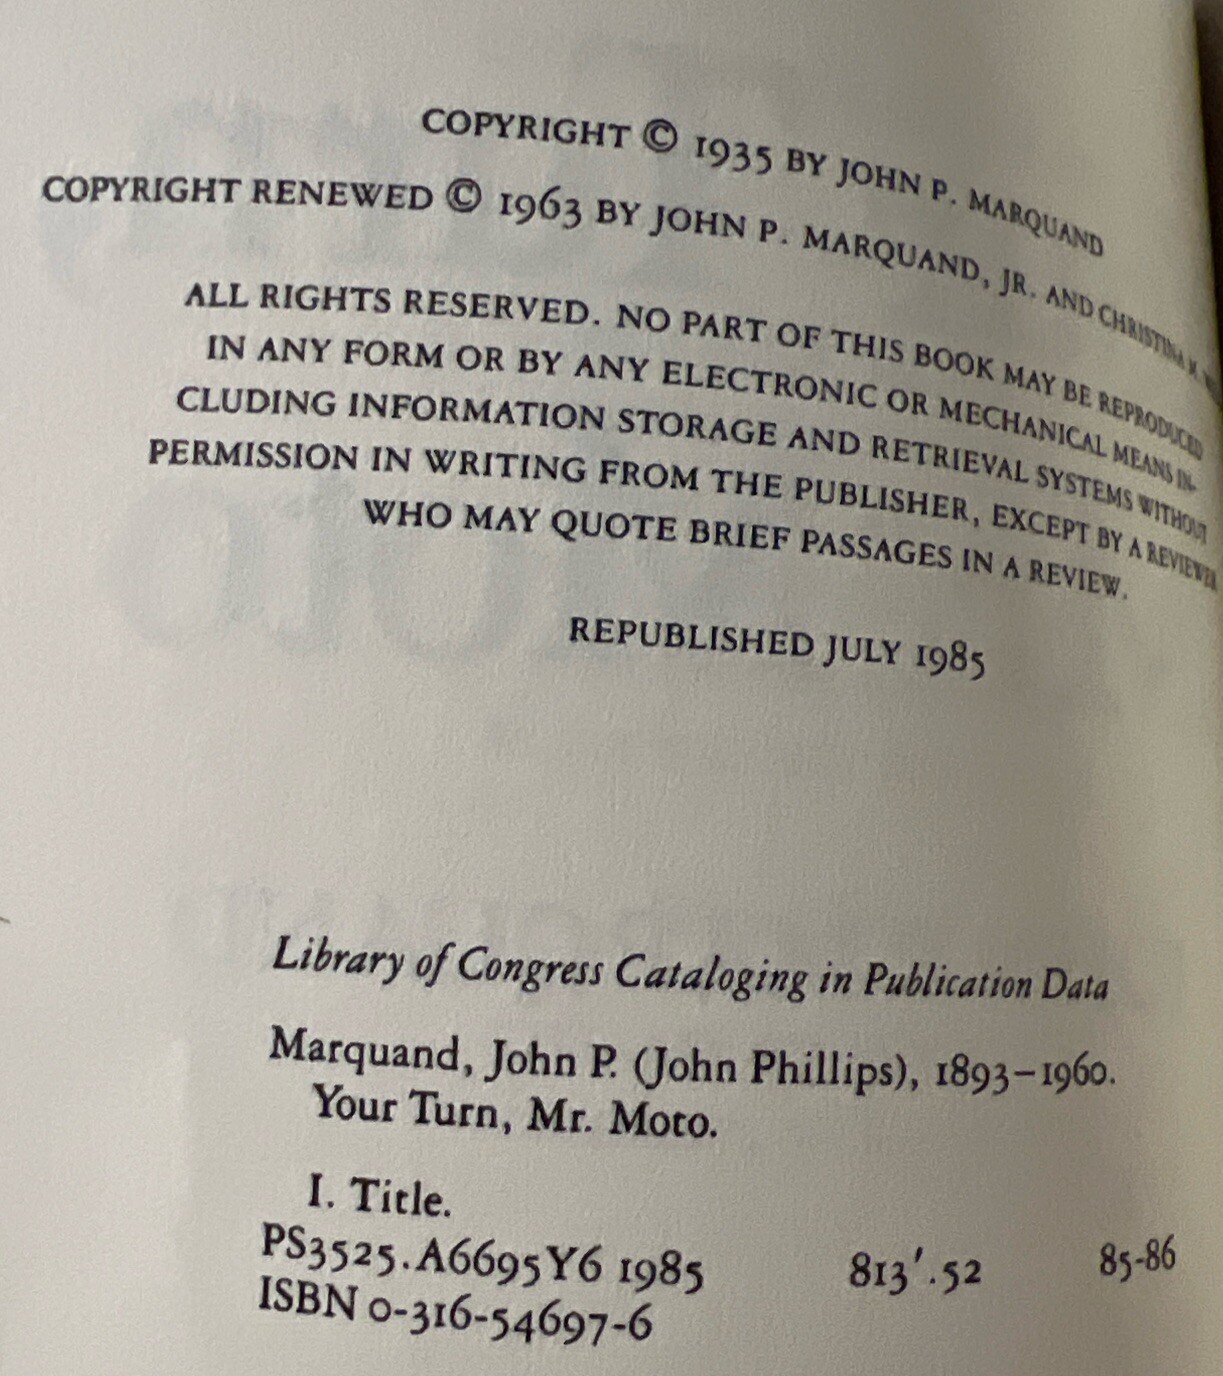 COPYRIGHT © 1935 BY JOHN P. MARQUAND
COPYRIGHT RENEWED © 1963 BY JOHN P. MARQUAND, JR. AND CHRISTINA M.
ALL RIGHTS RESERVED. NO PART OF THIS BOOK MAY BE REPRODUCED
IN ANY FORM OR BY ANY ELECTRONIC OR MECHANICAL MEANS IN-
CLUDING INFORMATION STORAGE AND RETRIEVAL SYSTEMS WITHOUT
PERMISSION IN WRITING FROM THE PUBLISHER, EXCEPT BY A REVIEWER
WHO MAY QUOTE BRIEF PASSAGES IN A REVIEW.
REPUBLISHED JULY 1985
Library of Congress Cataloging in Publication Data
Marquand, John P. (John Phillips), 1893–1960.
Your Turn, Mr. Moto.
I. Title.
PS3525.A6695Y6 1985 813′.52 85-86
ISBN 0-316-54697-6